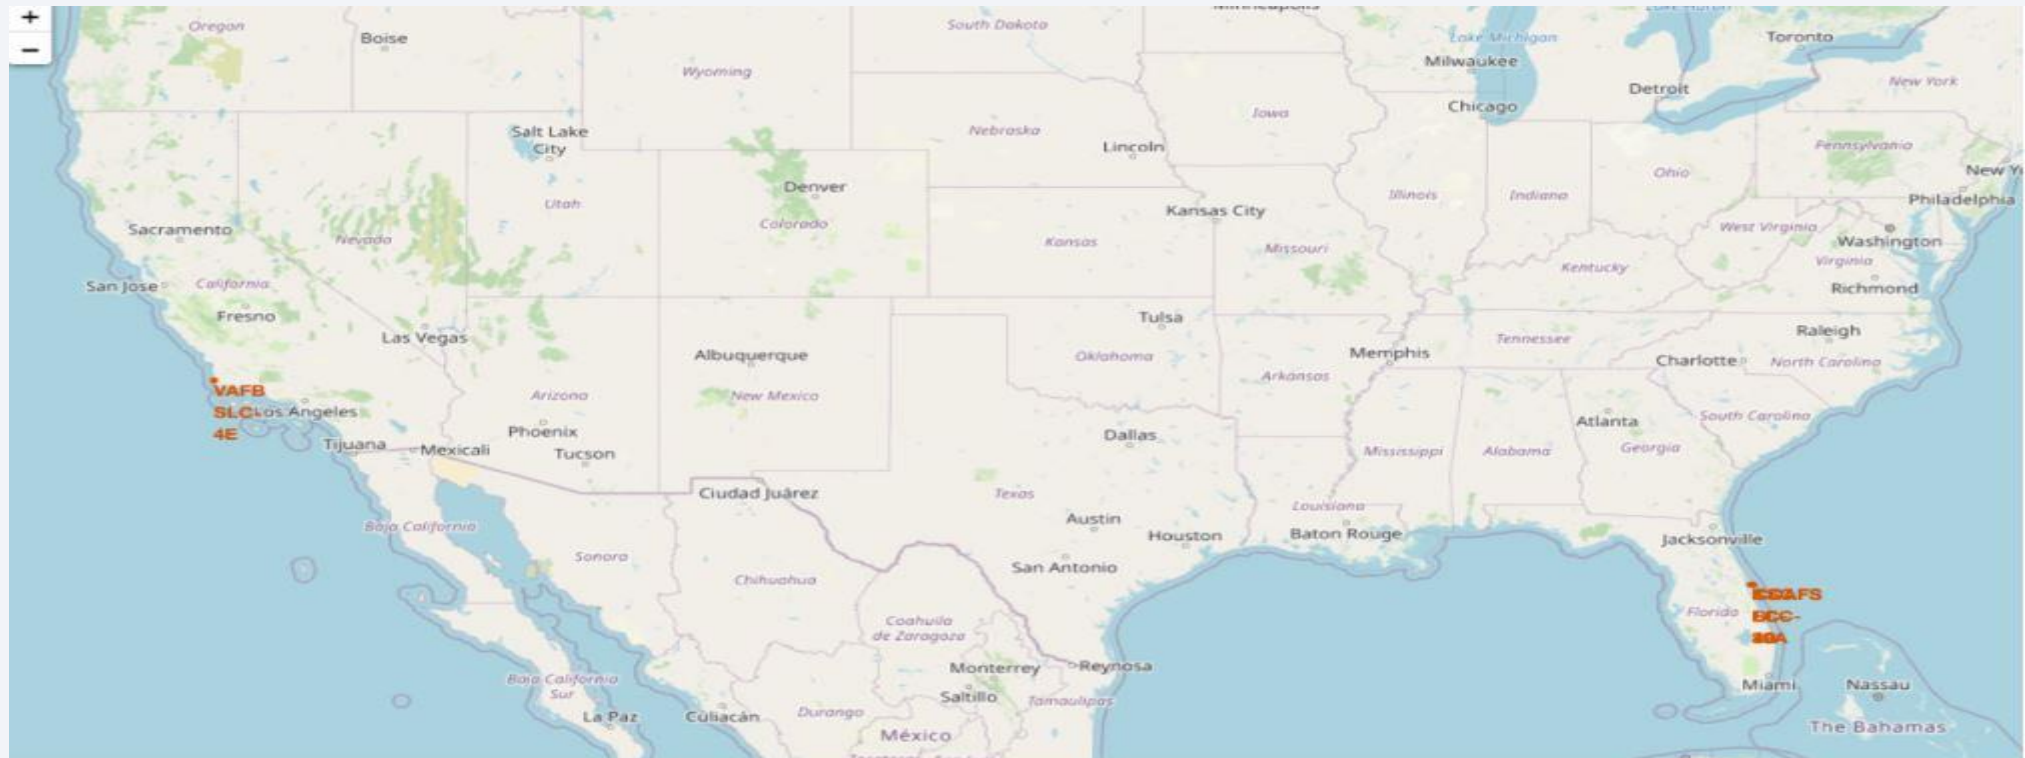 +
−
Oregon
Boise
Wyoming
South Dakota
Minneapolis
Lake Michigan
Milwaukee
Toronto
Detroit
New York
Chicago
Iowa
Nebraska
Salt Lake
City
Lincoln
Pennsylvania
Ohio
New Y
Denver
Illinois
Indiana
Philadelphia
Utah
Kansas City
Colorado
West Virginia
Sacramento
Nevada
Kansas
Missouri
Washington
Virginia
Kentucky
San Jose
California
Richmond
Fresno
Tulsa
Las Vegas
Raleigh
Tennessee
Albuquerque
Oklahoma
Memphis
Charlotte
North Carolina
Arkansas
VAFB
SLC-
4E
Los Angeles
Arizona
New Mexico
South Carolina
Atlanta
Phoenix
Dallas
Tijuana
Mexicali
Tucson
Mississippi
Alabama
Georgia
Ciudad Juárez
Texas
Louisiana
Austin
Baja California
Houston
Baton Rouge
Jacksonville
Sonora
San Antonio
Chihuahua
Florida
Coahuila
de Zaragoza
Monterrey
Reynosa
Baja California
Sur
Saltillo
Tamaulipas
Miami
Nassau
La Paz
Culiacán
Durango
The Bahamas
México